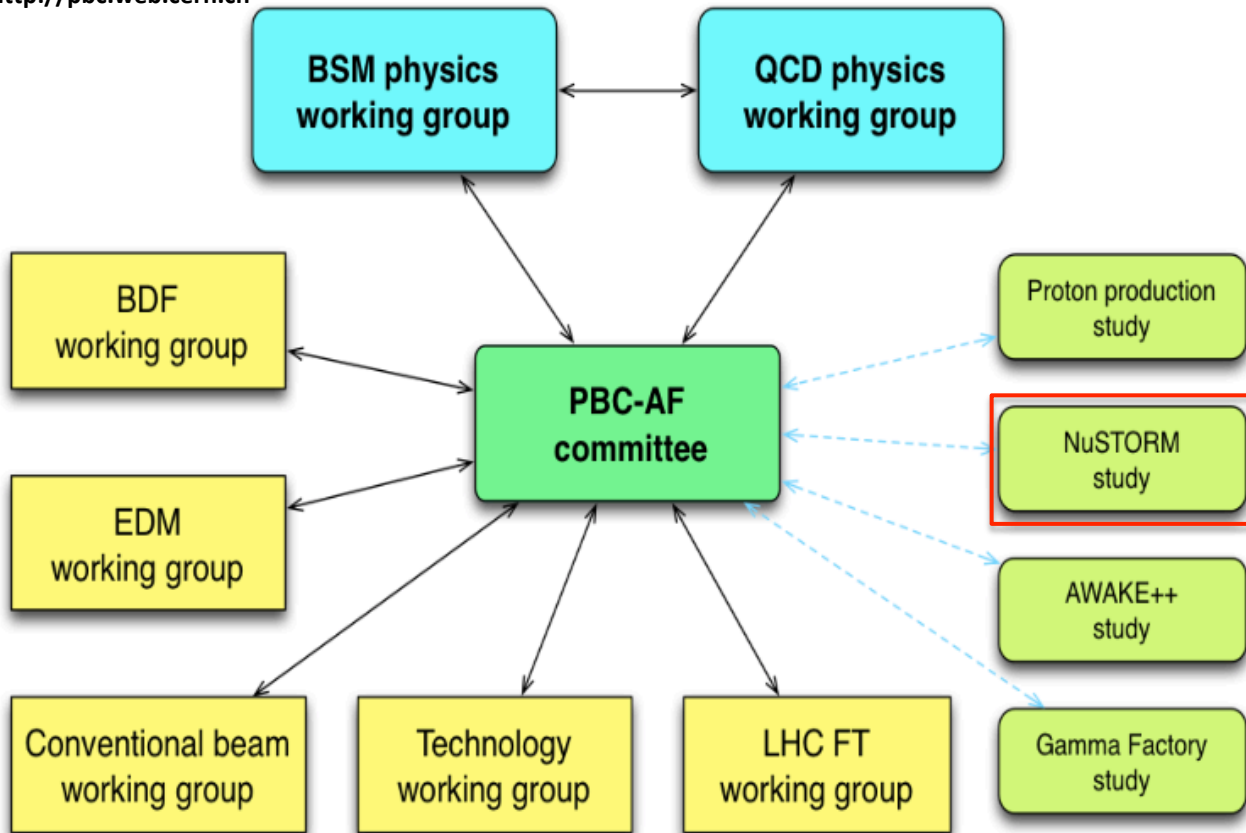 BSM physics
working group
QCD physics
working group
BDF
working group
Proton production
study
PBC-AF
committee
NuSTORM
study
EDM
working group
AWAKE++
study
Conventional beam
working group
Technology
working group
LHC FT
working group
Gamma Factory
study